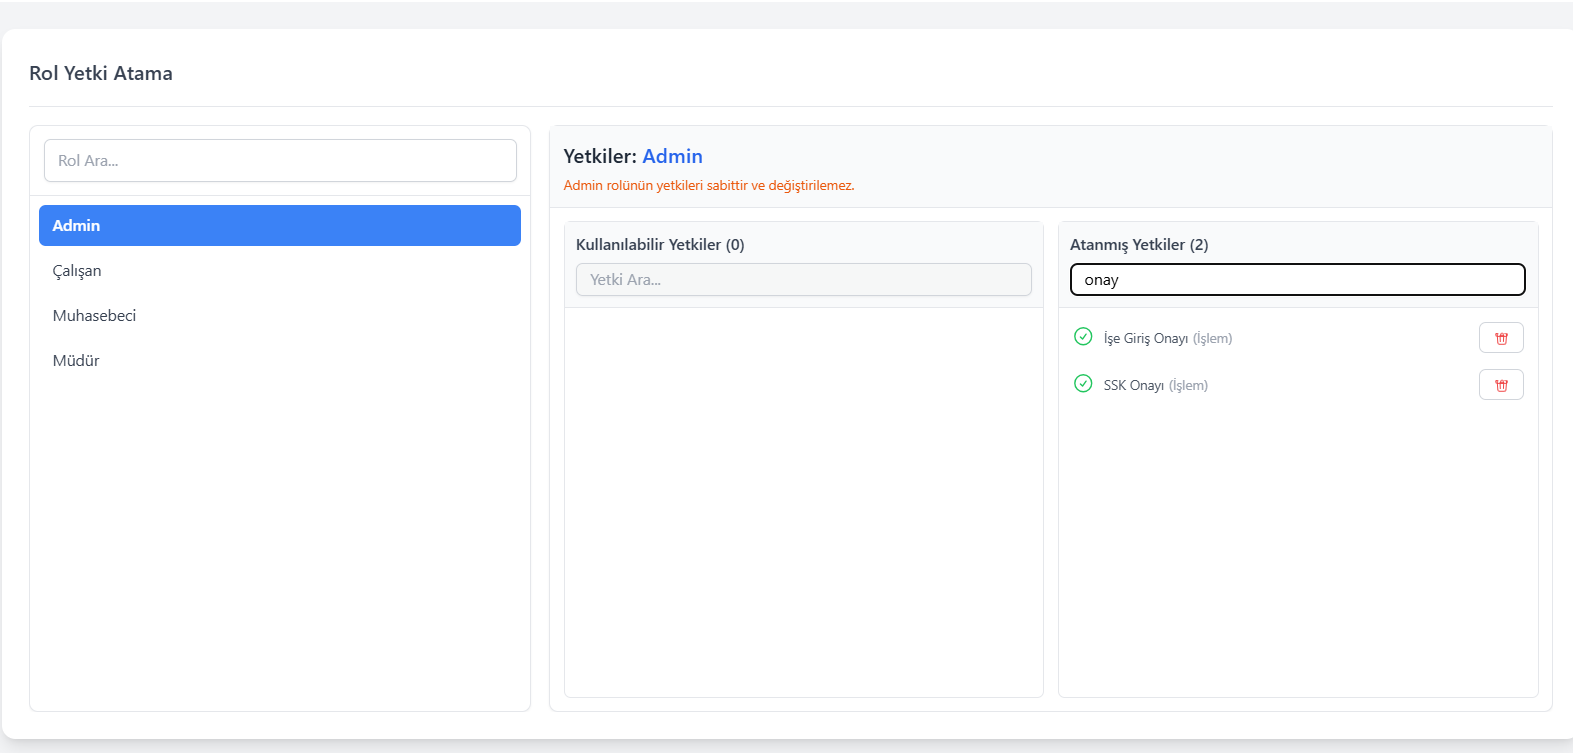 Rol Yetki Atama
Rol Ara...
Admin
Çalışan
Muhasebeci
Müdür
Yetkiler: Admin
Admin rolünün yetkileri sabittir ve değiştirilemez.
Kullanılabilir Yetkiler (0)
Yetki Ara...
Atanmış Yetkiler (2)
onay
İşe Giriş Onayı (İşlem)
SSK Onayı (İşlem)